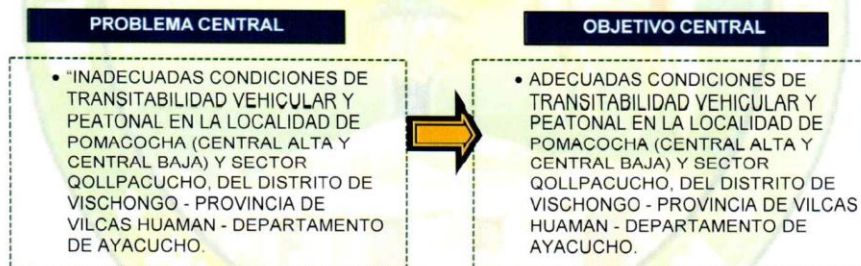 PROBLEMA CENTRAL
• "INADECUADAS CONDICIONES DE
TRANSITABILIDAD VEHICULAR Y
PEATONAL EN LA LOCALIDAD DE
POMACOCHA (CENTRAL ALTA Y
CENTRAL BAJA) Y SECTOR
QOLLPACUCHO, DEL DISTRITO DE
VISCHONGO - PROVINCIA DE
VILCAS HUAMAN - DEPARTAMENTO
DE AYACUCHO.
OBJETIVO CENTRAL
• ADECUADAS CONDICIONES DE
TRANSITABILIDAD VEHICULAR Y
PEATONAL EN LA LOCALIDAD DE
POMACOCHA (CENTRAL ALTA Y
CENTRAL BAJA) Y SECTOR
QOLLPACUCHO, DEL DISTRITO DE
VISCHONGO - PROVINCIA DE VILCAS
HUAMAN - DEPARTAMENTO DE
AYACUCHO.